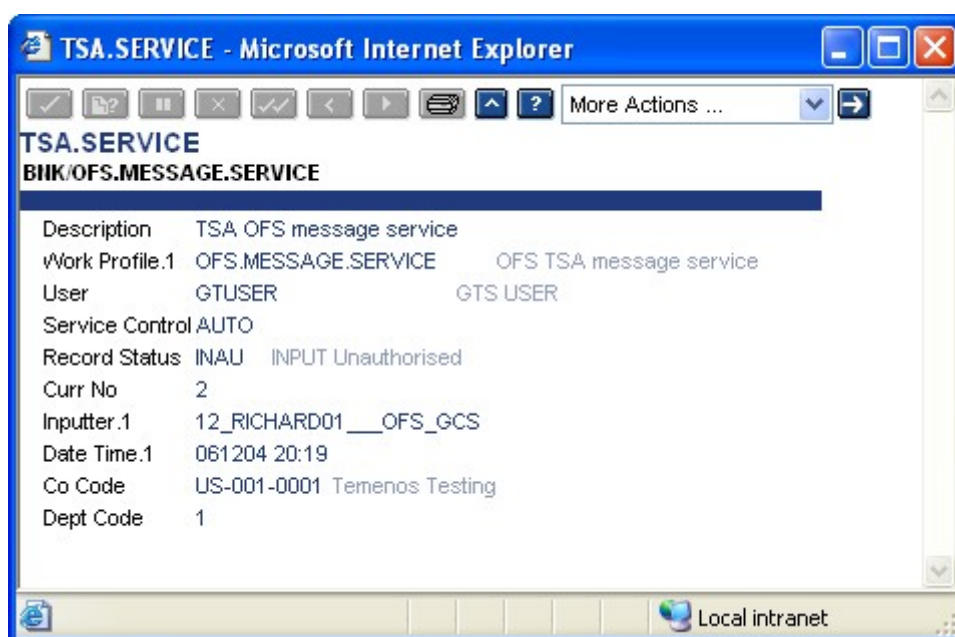 TSA.SERVICE - Microsoft Internet Explorer
More Actions ...
TSA.SERVICE
BNK/OFS.MESSAGE.SERVICE
Description TSA OFS message service
Work Profile.1 OFS.MESSAGE.SERVICE OFS TSA message service
User GTUSER GTS USER
Service Control AUTO
Record Status INAU INPUT Unauthorised
Curr No 2
Inputter.1 12_RICHARD01___OFS_GCS
Date Time.1 061204 20:19
Co Code US-001-0001 Temenos Testing
Dept Code 1
Local intranet